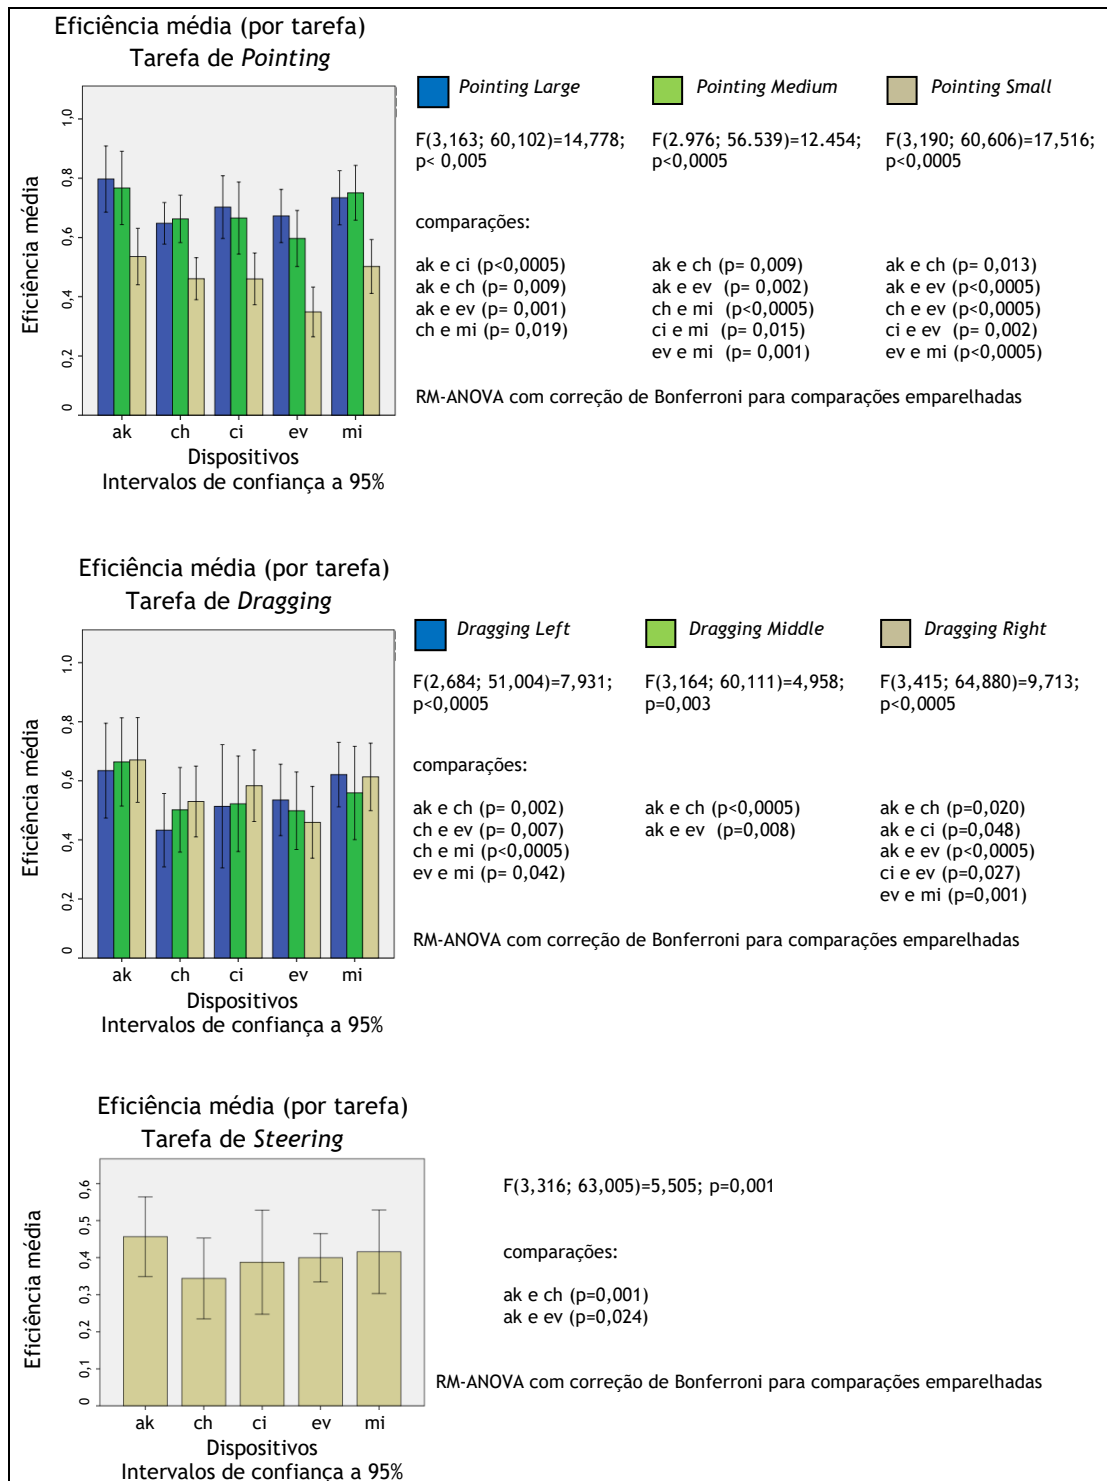 Eficiência média (por tarefa)
Tarefa de Pointing
Eficiência média
1,0
0,8
0,6
0,4
0,2
0
ak ch ci ev mi
Dispositivos
Intervalos de confiança a 95%
Pointing Large
F(3,163; 60,102)=14,778;
p< 0,005
comparações:
ak e ci (p<0,0005)
ak e ch (p= 0,009)
ak e ev (p= 0,001)
ch e mi (p= 0,019)
Pointing Medium
F(2.976; 56.539)=12.454;
p<0,0005
ak e ch (p= 0,009)
ak e ev (p= 0,002)
ch e mi (p<0,0005)
ci e mi (p= 0,015)
ev e mi (p= 0,001)
Pointing Small
F(3,190; 60,606)=17,516;
p<0,0005
ak e ch (p= 0,013)
ak e ev (p<0,0005)
ch e ev (p<0,0005)
ci e ev (p= 0,002)
ev e mi (p<0,0005)
RM-ANOVA com correção de Bonferroni para comparações emparelhadas
Eficiência média (por tarefa)
Tarefa de Dragging
Eficiência média
1,0
0,8
0,6
0,4
0,2
0
ak ch ci ev mi
Dispositivos
Intervalos de confiança a 95%
Dragging Left
F(2,684; 51,004)=7,931;
p<0,0005
comparações:
ak e ch (p= 0,002)
ch e ev (p= 0,007)
ch e mi (p<0,0005)
ev e mi (p= 0,042)
Dragging Middle
F(3,164; 60,111)=4,958;
p=0,003
ak e ch (p<0,0005)
ak e ev (p=0,008)
Dragging Right
F(3,415; 64,880)=9,713;
p<0,0005
ak e ch (p=0,020)
ak e ci (p=0,048)
ak e ev (p<0,0005)
ci e ev (p=0,027)
ev e mi (p=0,001)
RM-ANOVA com correção de Bonferroni para comparações emparelhadas
Eficiência média (por tarefa)
Tarefa de Steering
Eficiência média
0,6
0,5
0,4
0,3
0,2
0,1
0
ak ch ci ev mi
Dispositivos
Intervalos de confiança a 95%
F(3,316; 63,005)=5,505; p=0,001
comparações:
ak e ch (p=0,001)
ak e ev (p=0,024)
RM-ANOVA com correção de Bonferroni para comparações emparelhadas